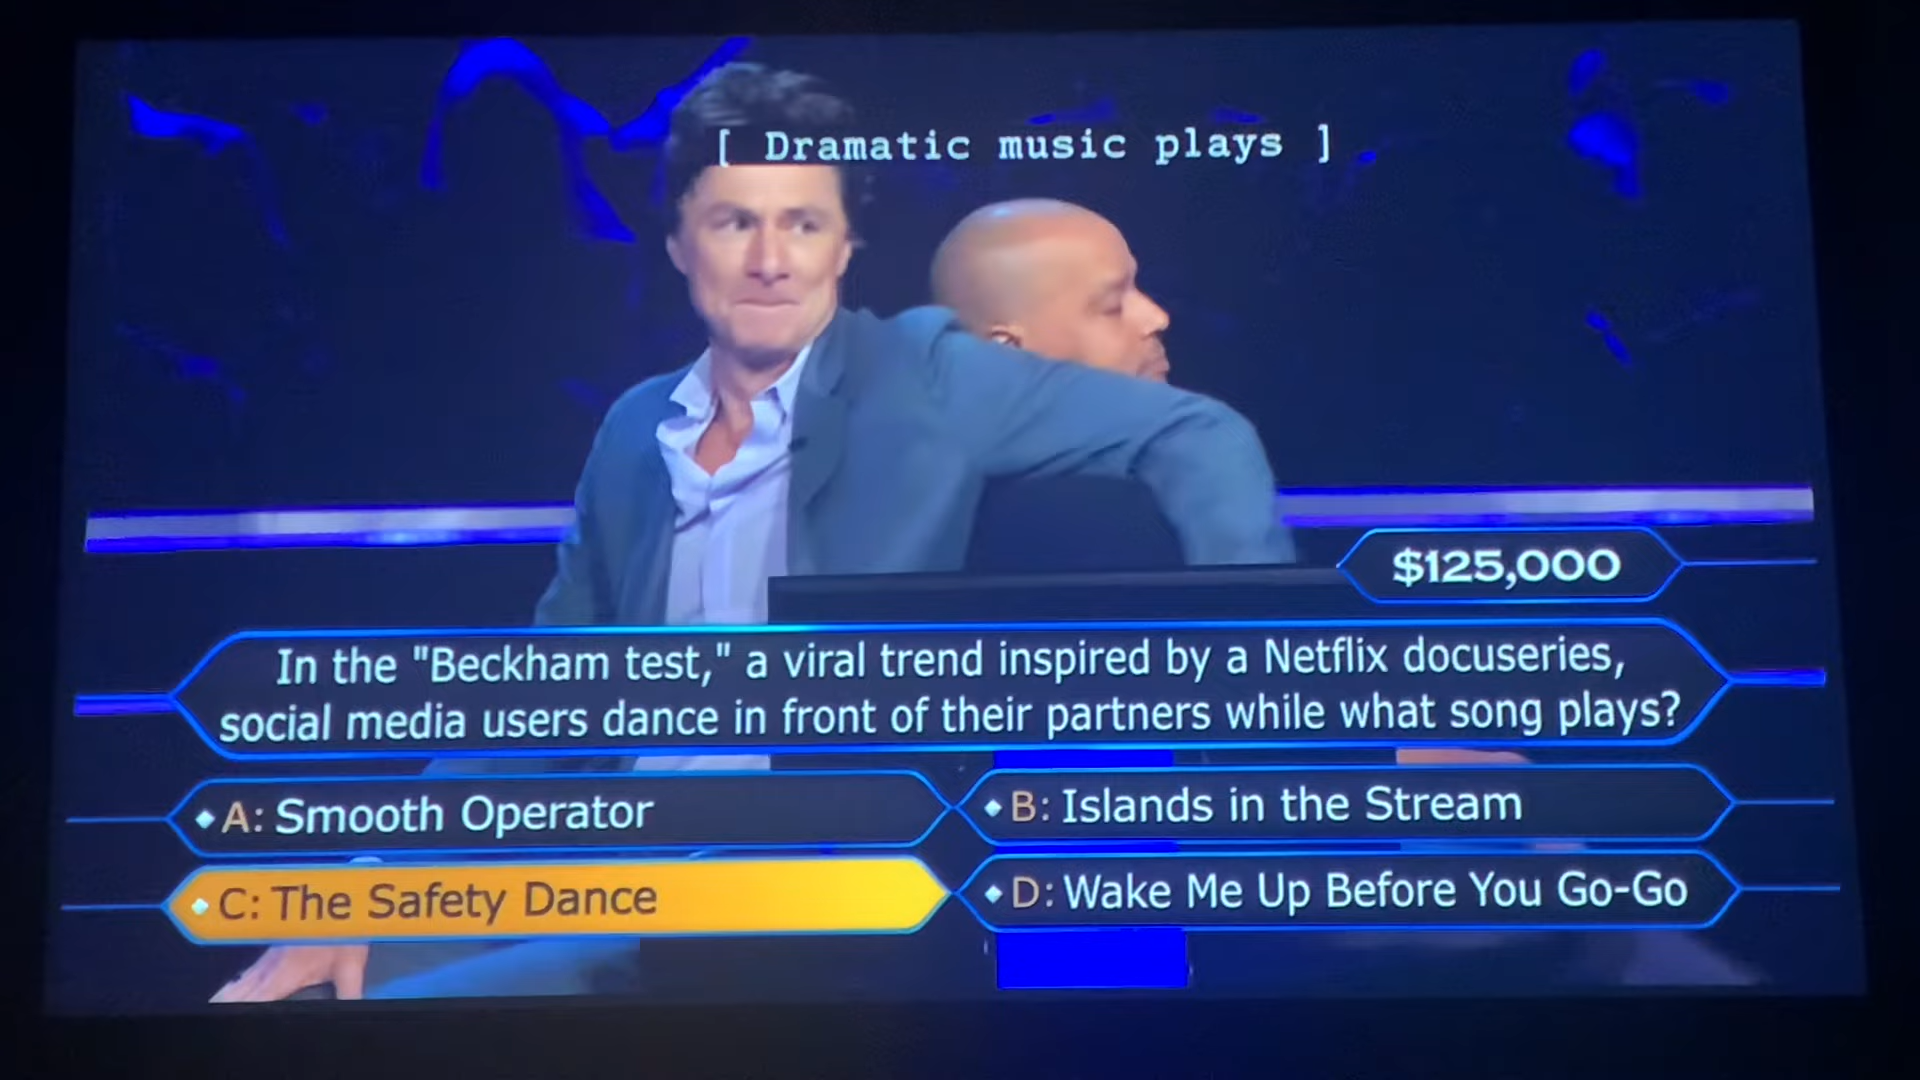 [ Dramatic music plays ]
$125,000
In the "Beckham test," a viral trend inspired by a Netflix docuseries,
social media users dance in front of their partners while what song plays?
A: Smooth Operator
B: Islands in the Stream
C: The Safety Dance
D: Wake Me Up Before You Go-Go